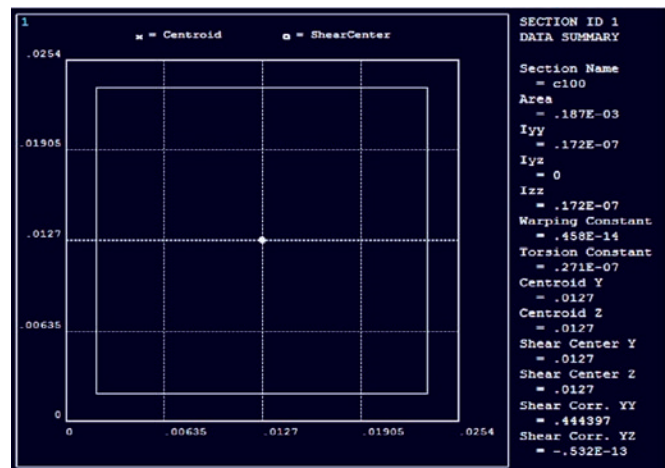 1
× = Centroid
o = ShearCenter
.0254
.01905
.0127
.00635
0
0
.00635
.0127
.01905
.0254
SECTION ID 1
DATA SUMMARY
Section Name
= c100
Area
= .187E-03
Iyy
= .172E-07
Iyz
= 0
Izz
= .172E-07
Warping Constant
= .458E-14
Torsion Constant
= .271E-07
Centroid Y
= .0127
Centroid Z
= .0127
Shear Center Y
= .0127
Shear Center Z
= .0127
Shear Corr. YY
= .444397
Shear Corr. YZ
= -.532E-13